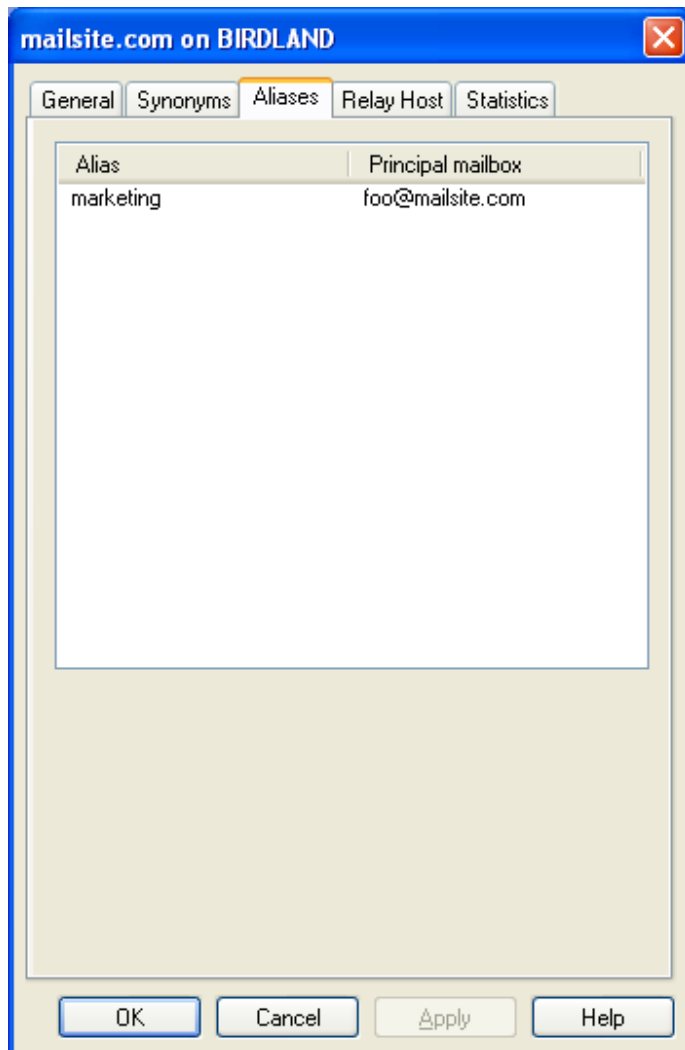 mailsite.com on BIRDLAND
General Synonyms Aliases Relay Host Statistics
Alias Principal mailbox
marketing foo@mailsite.com
OK Cancel Apply Help